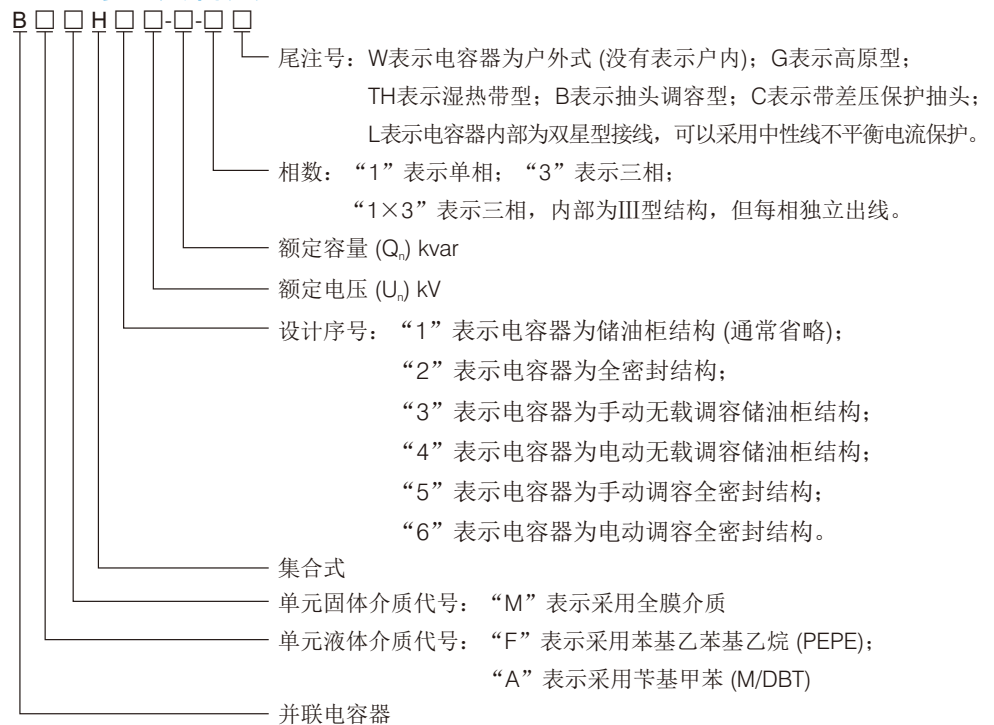 B□□H□□-□-□□
尾注号：W表示电容器为户外式 (没有表示户内)；G表示高原型；
TH表示湿热带型；B表示抽头调容型；C表示带差压保护抽头；
L表示电容器内部为双星型接线，可以采用中性线不平衡电流保护。
相数：“1”表示单相；“3”表示三相；
“1×3”表示三相，内部为III型结构，但每相独立出线。
额定容量 (Qn) kvar
额定电压 (Un) kV
设计序号：“1”表示电容器为储油柜结构 (通常省略)；
“2”表示电容器为全密封结构；
“3”表示电容器为手动无载调容储油柜结构；
“4”表示电容器为电动无载调容储油柜结构；
“5”表示电容器为手动调容全密封结构；
“6”表示电容器为电动调容全密封结构。
集合式
单元固体介质代号：“M”表示采用全膜介质
单元液体介质代号：“F”表示采用苯基乙苯基乙烷 (PEPE)；
“A”表示采用苄基甲苯 (M/DBT)
并联电容器